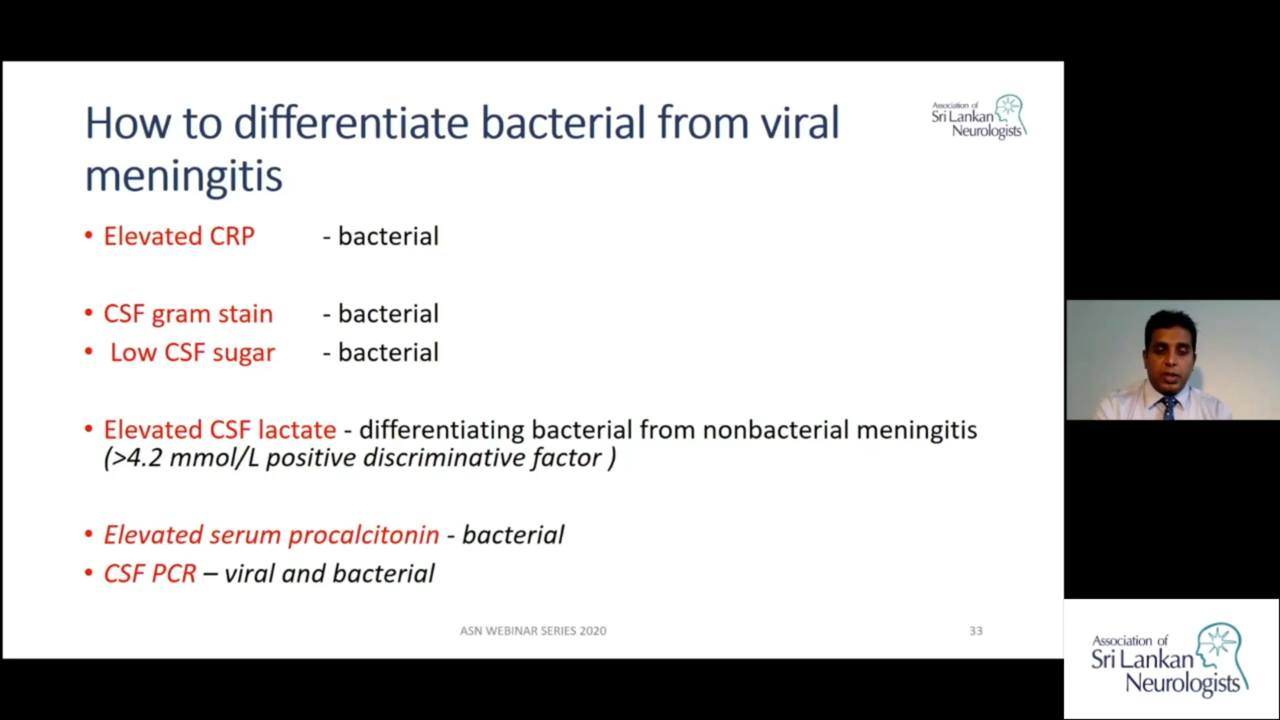 How to differentiate bacterial from viral
meningitis
Association of
Sri Lankan
Neurologists
• Elevated CRP - bacterial
• CSF gram stain - bacterial
• Low CSF sugar - bacterial
• Elevated CSF lactate - differentiating bacterial from nonbacterial meningitis
(>4.2 mmol/L positive discriminative factor )
• Elevated serum procalcitonin - bacterial
• CSF PCR – viral and bacterial
ASN WEBINAR SERIES 2020
33
Association of
Sri Lankan
Neurologists